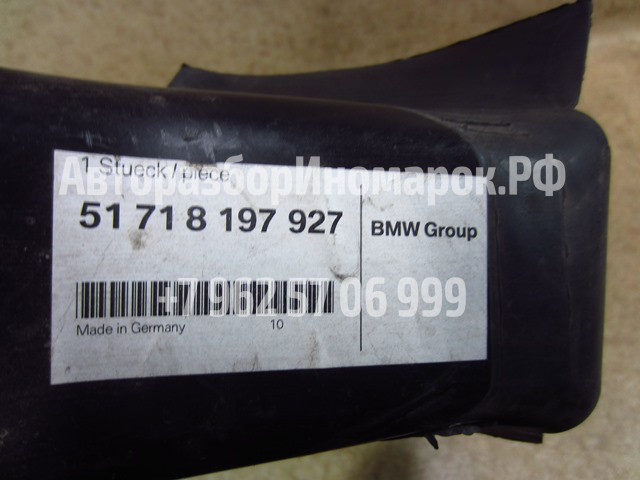 1 Stueck / piece
АвторазборИномарок.РФ
51 71 8 197 927
BMW Group
+7 962 57 06 999
Made in Germany 10